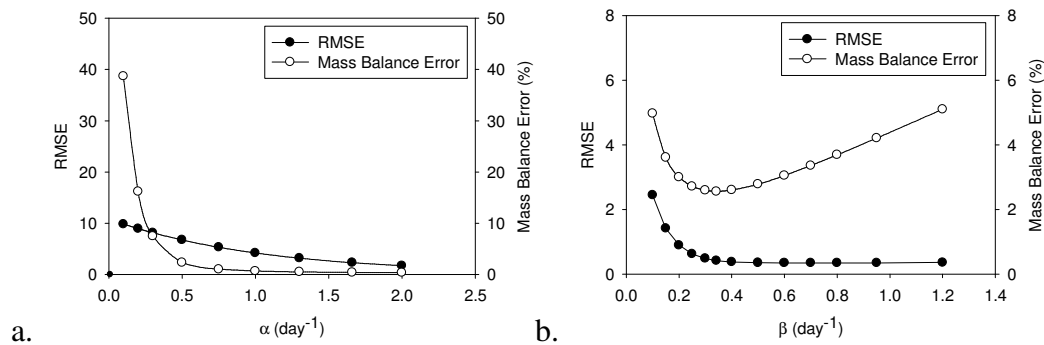 50
40
30
20
10
0
RMSE
50
40
30
20
10
0
Mass Balance Error (%)
RMSE
Mass Balance Error
0.0 0.5 1.0 1.5 2.0 2.5
α (day-1)
a.
8
6
4
2
0
RMSE
8
6
4
2
0
Mass Balance Error (%)
RMSE
Mass Balance Error
0.0 0.2 0.4 0.6 0.8 1.0 1.2 1.4
β (day-1)
b.